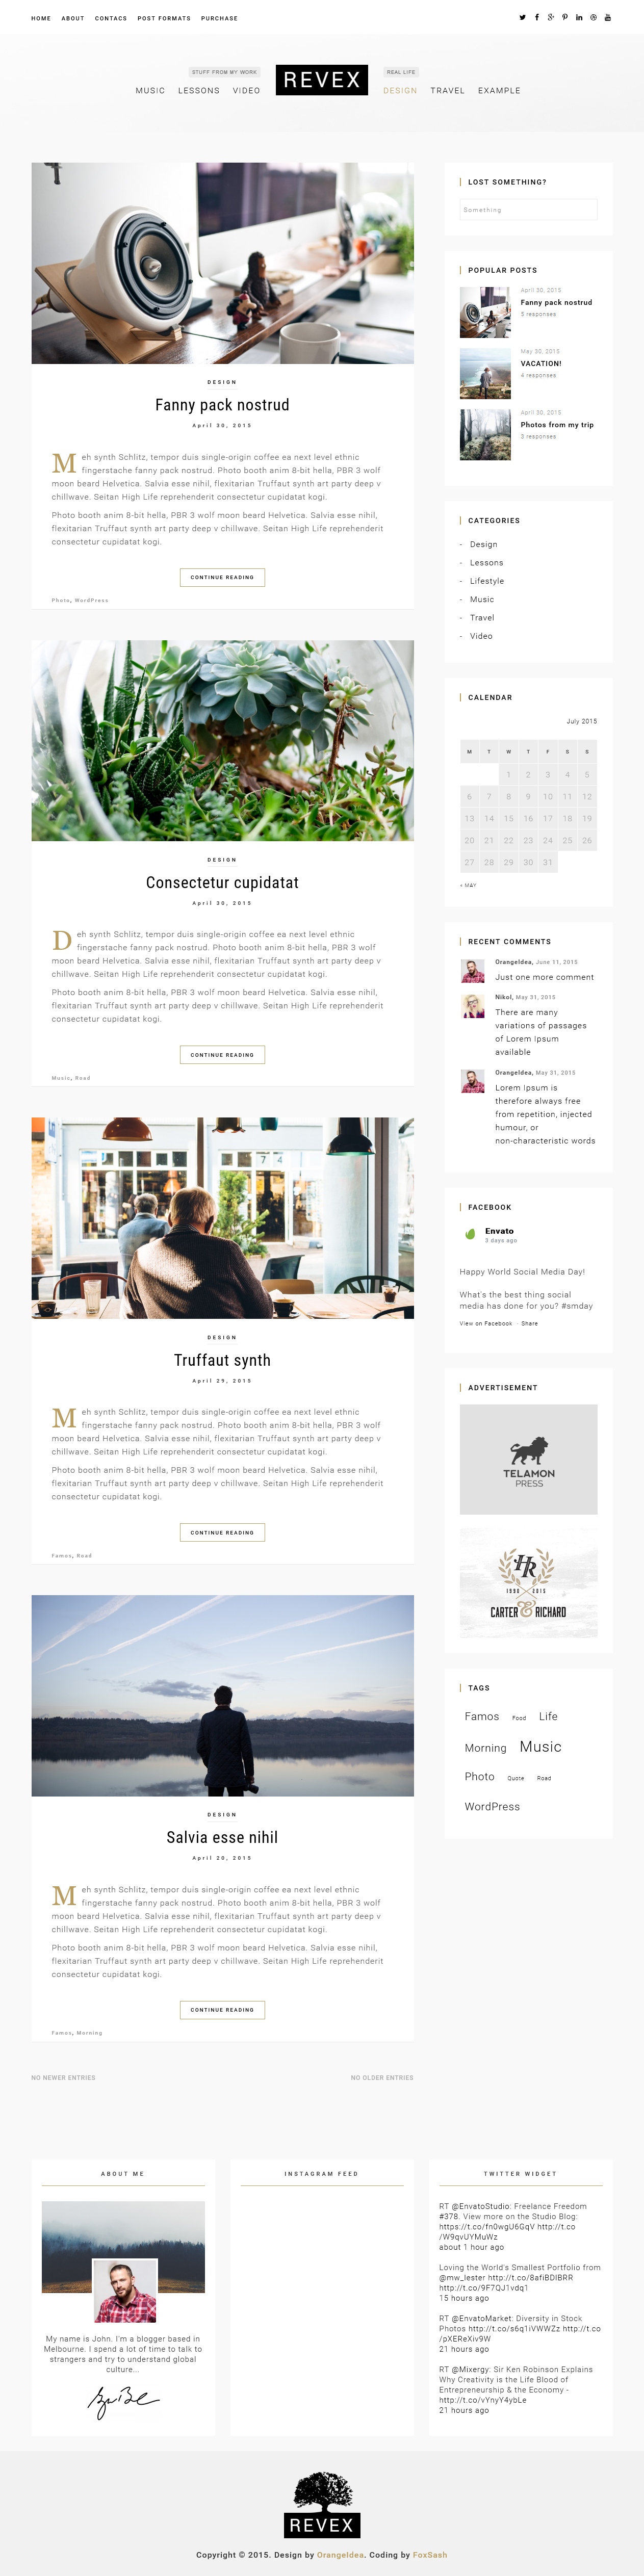 HOME ABOUT CONTACS POST FORMATS PURCHASE
STUFF FROM MY WORK
MUSIC LESSONS VIDEO
REVEX
REAL LIFE
DESIGN TRAVEL EXAMPLE
DESIGN
Fanny pack nostrud
April 30, 2015
Meh synth Schlitz, tempor duis single-origin coffee ea next level ethnic
fingerstache fanny pack nostrud. Photo booth anim 8-bit hella, PBR 3 wolf
moon beard Helvetica. Salvia esse nihil, flexitarian Truffaut synth art party deep v
chillwave. Seitan High Life reprehenderit consectetur cupidatat kogi.
Photo booth anim 8-bit hella, PBR 3 wolf moon beard Helvetica. Salvia esse nihil,
flexitarian Truffaut synth art party deep v chillwave. Seitan High Life reprehenderit
consectetur cupidatat kogi.
CONTINUE READING
Photo, WordPress
DESIGN
Consectetur cupidatat
April 30, 2015
Deh synth Schlitz, tempor duis single-origin coffee ea next level ethnic
fingerstache fanny pack nostrud. Photo booth anim 8-bit hella, PBR 3 wolf
moon beard Helvetica. Salvia esse nihil, flexitarian Truffaut synth art party deep v
chillwave. Seitan High Life reprehenderit consectetur cupidatat kogi.
Photo booth anim 8-bit hella, PBR 3 wolf moon beard Helvetica. Salvia esse nihil,
flexitarian Truffaut synth art party deep v chillwave. Seitan High Life reprehenderit
consectetur cupidatat kogi.
CONTINUE READING
Music, Road
DESIGN
Truffaut synth
April 29, 2015
Meh synth Schlitz, tempor duis single-origin coffee ea next level ethnic
fingerstache fanny pack nostrud. Photo booth anim 8-bit hella, PBR 3 wolf
moon beard Helvetica. Salvia esse nihil, flexitarian Truffaut synth art party deep v
chillwave. Seitan High Life reprehenderit consectetur cupidatat kogi.
Photo booth anim 8-bit hella, PBR 3 wolf moon beard Helvetica. Salvia esse nihil,
flexitarian Truffaut synth art party deep v chillwave. Seitan High Life reprehenderit
consectetur cupidatat kogi.
CONTINUE READING
Famos, Road
DESIGN
Salvia esse nihil
April 20, 2015
Meh synth Schlitz, tempor duis single-origin coffee ea next level ethnic
fingerstache fanny pack nostrud. Photo booth anim 8-bit hella, PBR 3 wolf
moon beard Helvetica. Salvia esse nihil, flexitarian Truffaut synth art party deep v
chillwave. Seitan High Life reprehenderit consectetur cupidatat kogi.
Photo booth anim 8-bit hella, PBR 3 wolf moon beard Helvetica. Salvia esse nihil,
flexitarian Truffaut synth art party deep v chillwave. Seitan High Life reprehenderit
consectetur cupidatat kogi.
CONTINUE READING
Famos, Morning
NO NEWER ENTRIES
NO OLDER ENTRIES
LOST SOMETHING?
Something
POPULAR POSTS
April 30, 2015
Fanny pack nostrud
5 responses
May 30, 2015
VACATION!
4 responses
April 30, 2015
Photos from my trip
3 responses
CATEGORIES
- Design
- Lessons
- Lifestyle
- Music
- Travel
- Video
CALENDAR
July 2015
M T W T F S S
1 2 3 4 5
6 7 8 9 10 11 12
13 14 15 16 17 18 19
20 21 22 23 24 25 26
27 28 29 30 31
« MAY
RECENT COMMENTS
OrangeIdea, June 11, 2015
Just one more comment
Nikol, May 31, 2015
There are many
variations of passages
of Lorem Ipsum
available
OrangeIdea, May 31, 2015
Lorem Ipsum is
therefore always free
from repetition, injected
humour, or
non-characteristic words
FACEBOOK
Envato
3 days ago
Happy World Social Media Day!
What's the best thing social
media has done for you? #smday
View on Facebook · Share
ADVERTISEMENT
TELAMON
PRESS
HR
1990 2015
CARTER & RICHARD
TAGS
Famos Food Life
Morning Music
Photo Quote Road
WordPress
ABOUT ME
My name is John. I'm a blogger based in
Melbourne. I spend a lot of time to talk to
strangers and try to understand global
culture...
INSTAGRAM FEED
TWITTER WIDGET
RT @EnvatoStudio: Freelance Freedom
#378. View more on the Studio Blog:
https://t.co/fn0wgU6GqV http://t.co
/W9qvUYMuWz
about 1 hour ago
Loving the World's Smallest Portfolio from
@mw_lester http://t.co/8afiBDIBRR
http://t.co/9F7QJ1vdq1
15 hours ago
RT @EnvatoMarket: Diversity in Stock
Photos http://t.co/s6q1iVWWZz http://t.co
/pXEReXiv9W
21 hours ago
RT @Mixergy: Sir Ken Robinson Explains
Why Creativity is the Life Blood of
Entrepreneurship & the Economy -
http://t.co/vYnyY4ybLe
21 hours ago
REVEX
Copyright © 2015. Design by OrangeIdea. Coding by FoxSash